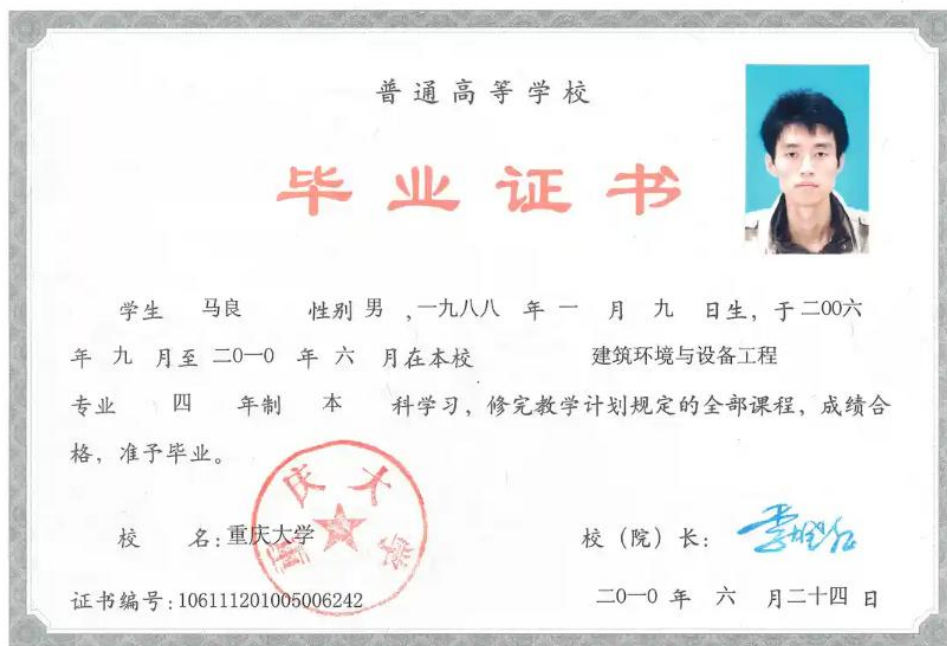 普通高等学校
毕业证书
学生 马良 性别 男 ,一九八八 年 一 月 九 日生, 于 二00六
年 九 月至 二0一0 年 六 月在本校 建筑环境与设备工程
专业 四 年制 本 科学习, 修完教学计划规定的全部课程, 成绩合
格, 准予毕业。
重庆大学
校 名: 重庆大学 校 (院) 长:
证书编号: 106111201005006242 二0一0 年 六 月二十四日